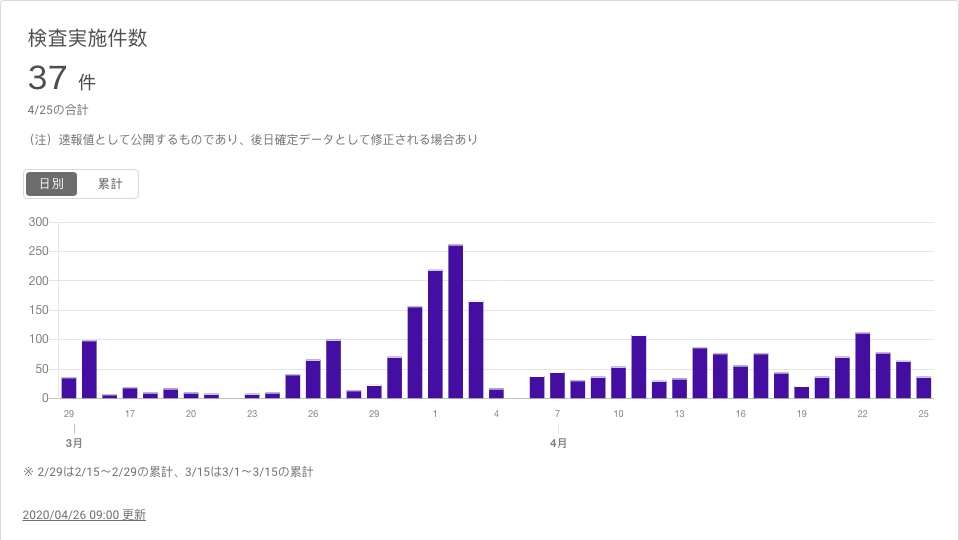 検査実施件数
37 件
4/25の合計
（注）速報値として公開するものであり、後日確定データとして修正される場合あり
日別 累計
300
250
200
150
100
50
0
29 17 20 23 26 29 1 4 7 10 13 16 19 22 25
3月 4月
※ 2/29は2/15〜2/29の累計、3/15は3/1〜3/15の累計
2020/04/26 09:00 更新